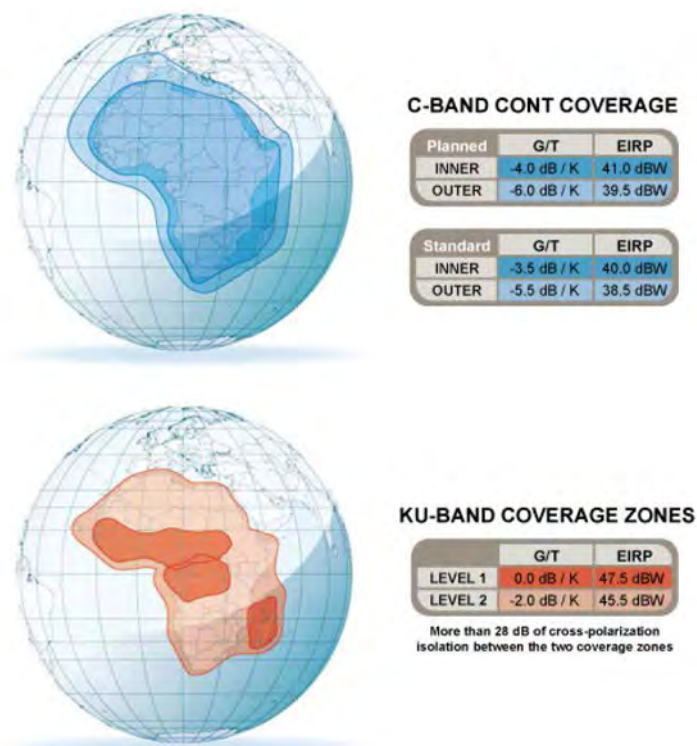 C-BAND CONT COVERAGE
Planned G/T EIRP
INNER -4.0 dB / K 41.0 dBW
OUTER -6.0 dB / K 39.5 dBW
Standard G/T EIRP
INNER -3.5 dB / K 40.0 dBW
OUTER -5.5 dB / K 38.5 dBW
KU-BAND COVERAGE ZONES
G/T EIRP
LEVEL 1 0.0 dB / K 47.5 dBW
LEVEL 2 -2.0 dB / K 45.5 dBW
More than 28 dB of cross-polarization
isolation between the two coverage zones